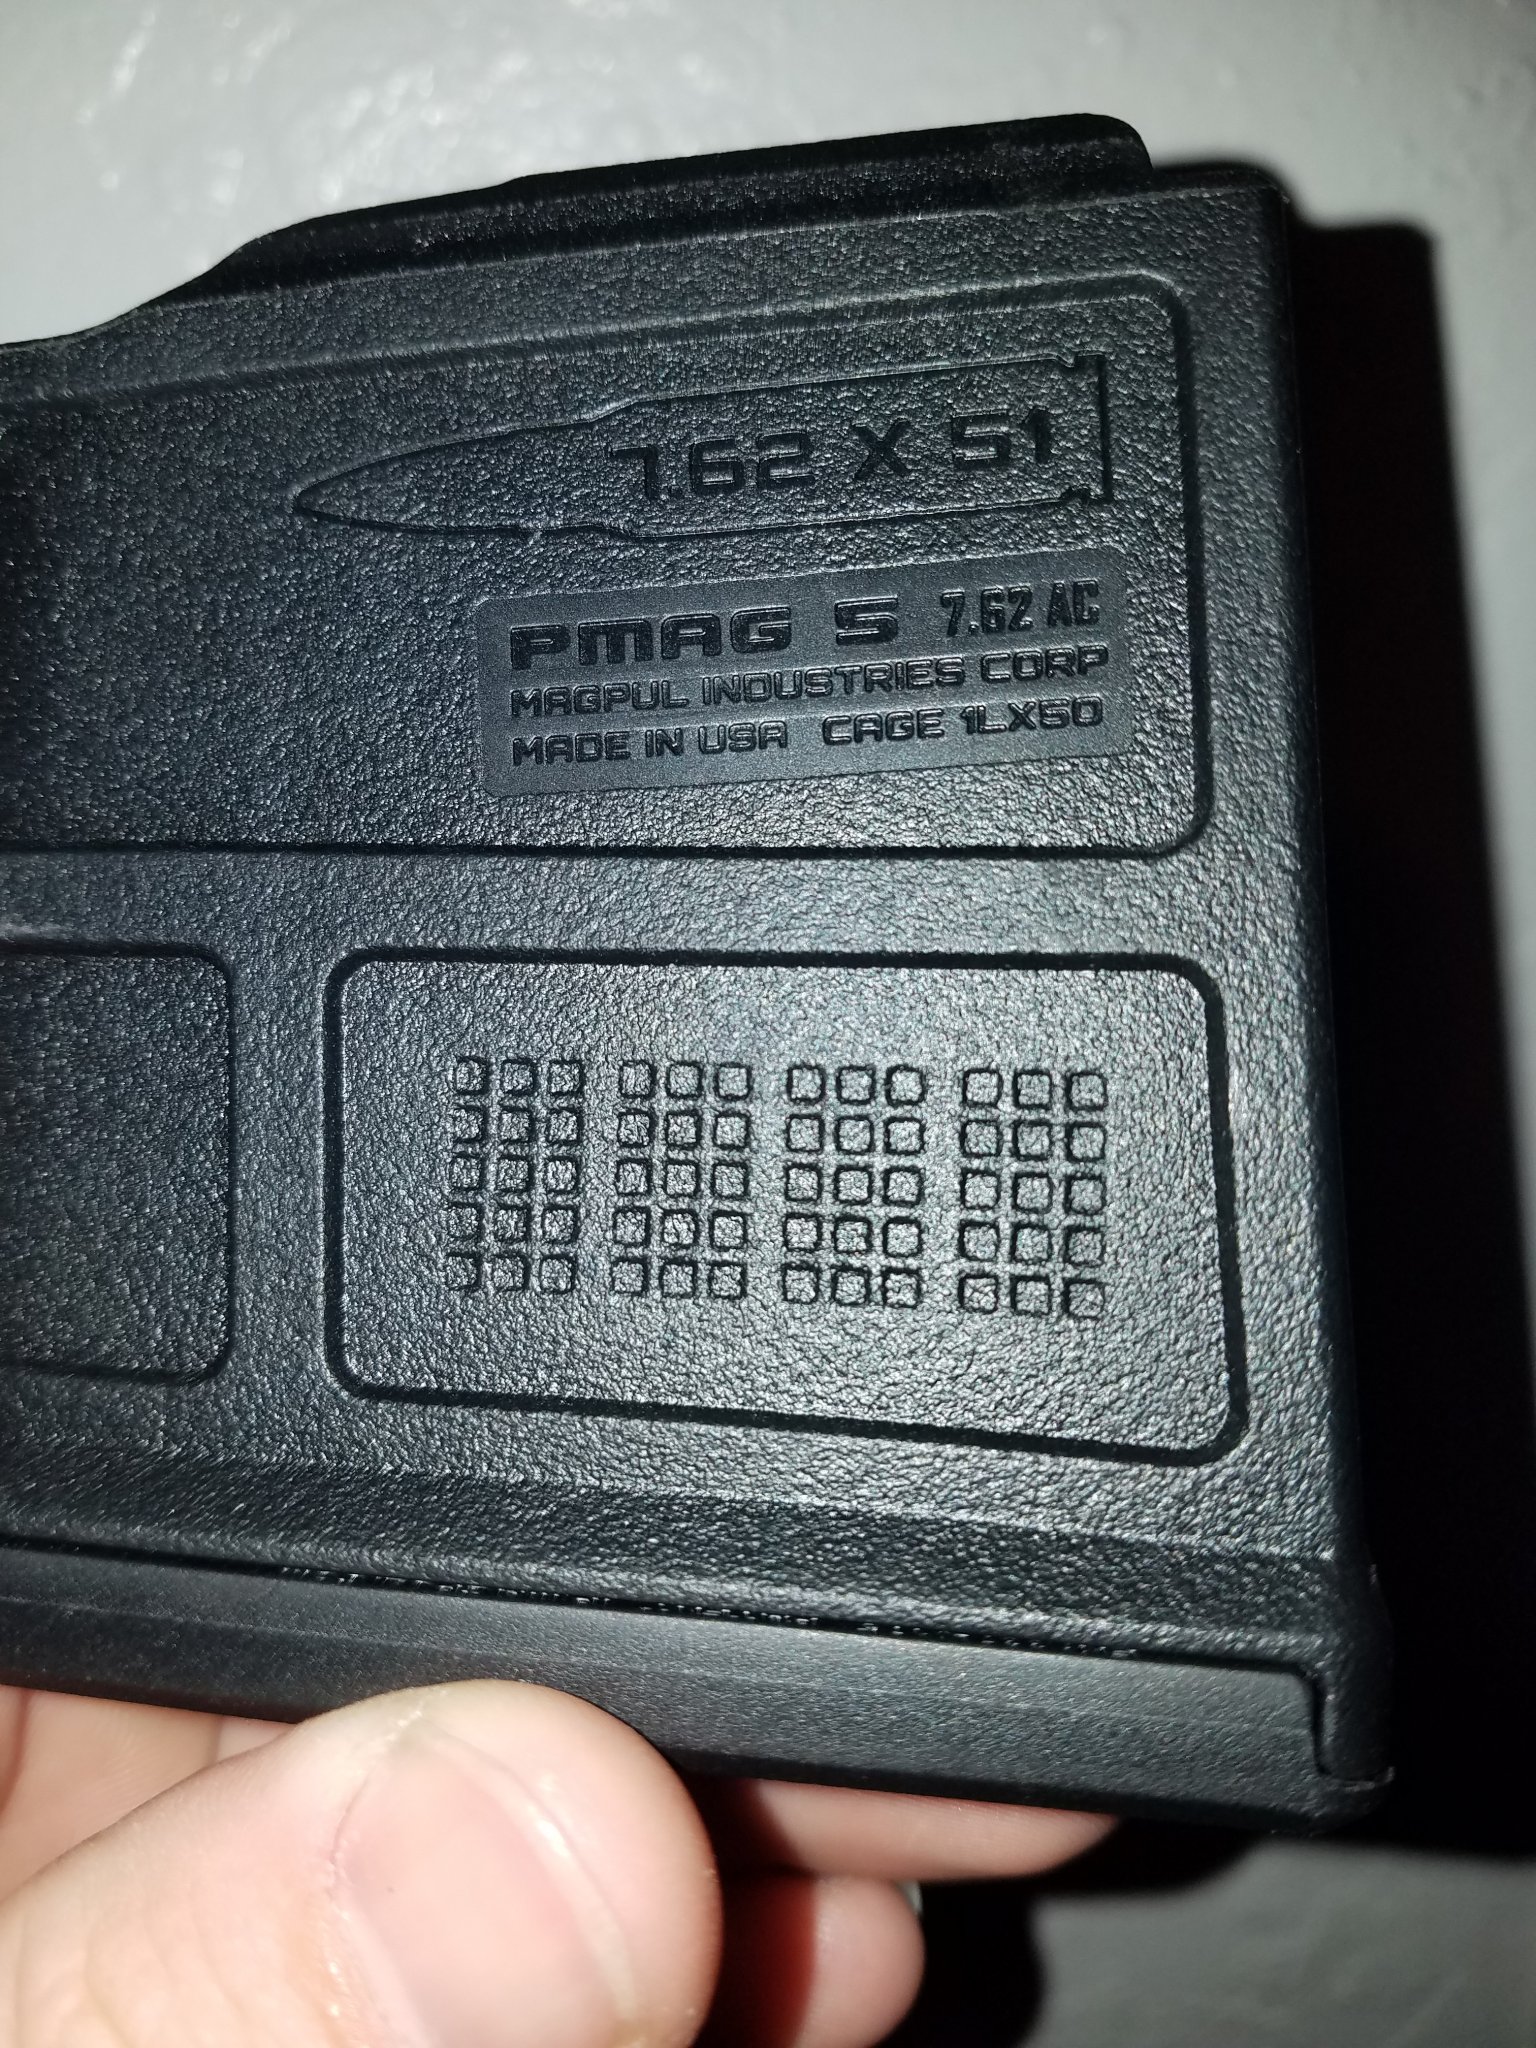 7.62 X 51
PMAG 5 7.62 AC
MAGPUL INDUSTRIES CORP
MADE IN USA CAGE 1LX50